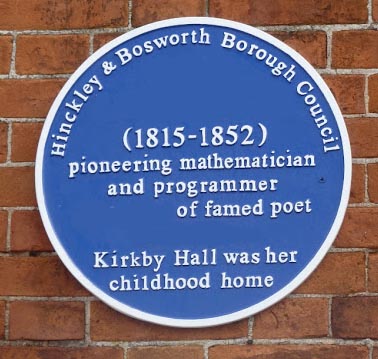 Hinckley & Bosworth Borough Council
(1815-1852)
pioneering mathematician
and programmer
of famed poet
Kirkby Hall was her
childhood home